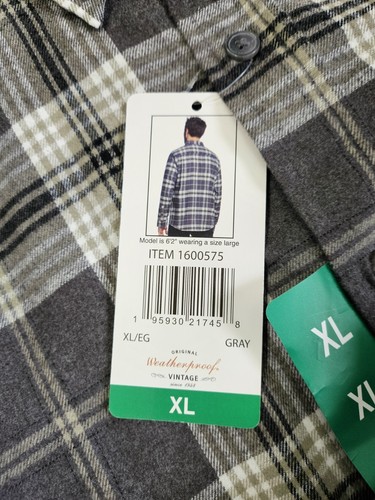 Model is 6'2" wearing a size large
ITEM 1600575
1 95930 21745 8
XL/EG GRAY
ORIGINAL
Weatherproof
VINTAGE
since 1948
XL
XL
XL